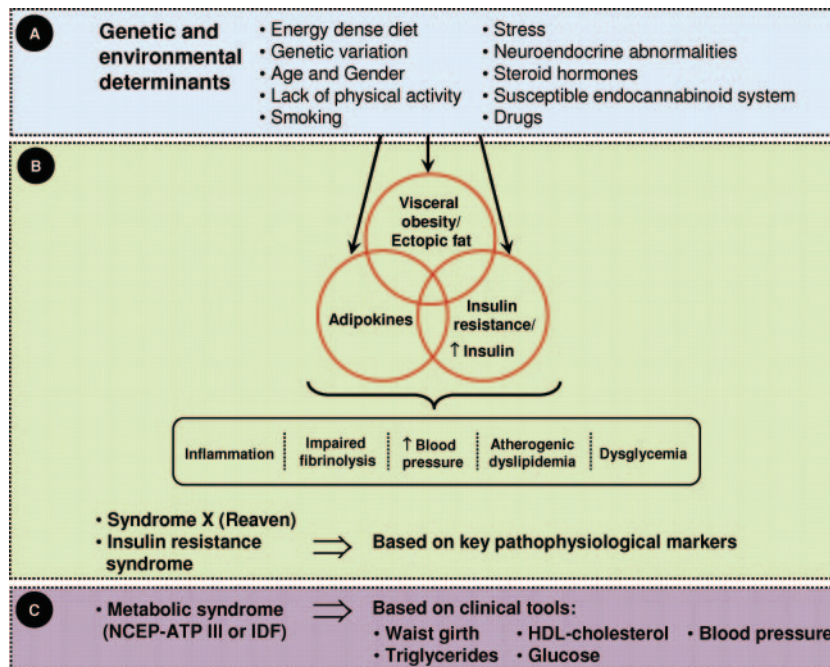 A
Genetic and
environmental
determinants
• Energy dense diet
• Genetic variation
• Age and Gender
• Lack of physical activity
• Smoking
• Stress
• Neuroendocrine abnormalities
• Steroid hormones
• Susceptible endocannabinoid system
• Drugs
B
Visceral
obesity/
Ectopic fat
Adipokines
Insulin
resistance/
↑ Insulin
Inflammation
Impaired
fibrinolysis
↑ Blood
pressure
Atherogenic
dyslipidemia
Dysglycemia
• Syndrome X (Reaven)
• Insulin resistance
syndrome
⇒ Based on key pathophysiological markers
C
• Metabolic syndrome
(NCEP-ATP III or IDF)
⇒ Based on clinical tools:
• Waist girth • HDL-cholesterol • Blood pressure
• Triglycerides • Glucose